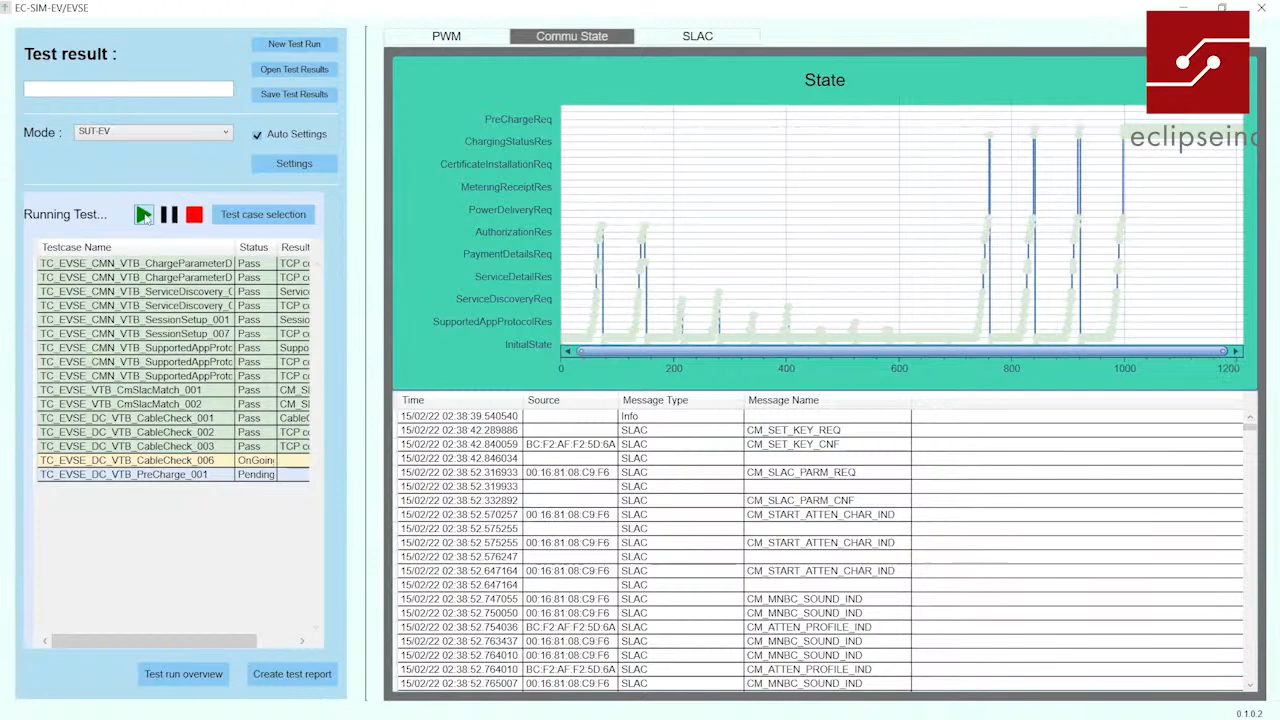 EC-SIM-EV/EVSE
Test result :
New Test Run
Open Test Results
Save Test Results
Mode :
SUT-EV
Auto Settings
Settings
Running Test...
Test case selection
Testcase Name Status Result
TC_EVSE_CMN_VTB_ChargeParameterD Pass TCP c
TC_EVSE_CMN_VTB_ChargeParameterD Pass TCP c
TC_EVSE_CMN_VTB_ServiceDiscovery_ Pass Servic
TC_EVSE_CMN_VTB_ServiceDiscovery_ Pass TCP c
TC_EVSE_CMN_VTB_SessionSetup_001 Pass Sessio
TC_EVSE_CMN_VTB_SessionSetup_007 Pass TCP c
TC_EVSE_CMN_VTB_SupportedAppProto Pass Suppo
TC_EVSE_CMN_VTB_SupportedAppProto Pass TCP c
TC_EVSE_CMN_VTB_SupportedAppProto Pass TCP c
TC_EVSE_VTB_CmSlacMatch_001 Pass CM_S
TC_EVSE_VTB_CmSlacMatch_002 Pass CM_S
TC_EVSE_DC_VTB_CableCheck_001 Pass Cable
TC_EVSE_DC_VTB_CableCheck_002 Pass TCP c
TC_EVSE_DC_VTB_CableCheck_003 Pass TCP c
TC_EVSE_DC_VTB_CableCheck_006 OnGoing
TC_EVSE_DC_VTB_PreCharge_001 Pending
Test run overview
Create test report
PWM Commu State SLAC
State
PreChargeReq
ChargingStatusRes
CertificateInstallationReq
MeteringReceiptRes
PowerDeliveryReq
AuthorizationRes
PaymentDetailsReq
ServiceDetailRes
ServiceDiscoveryReq
SupportedAppProtocolRes
InitialState
0 200 400 600 800 1000 1200
Time Source Message Type Message Name
15/02/22 02:38:39.540540 Info
15/02/22 02:38:42.289886 SLAC CM_SET_KEY_REQ
15/02/22 02:38:42.840059 BC:F2:AF:F2:5D:6A SLAC CM_SET_KEY_CNF
15/02/22 02:38:42.846034 SLAC
15/02/22 02:38:52.316933 00:16:81:08:C9:F6 SLAC CM_SLAC_PARM_REQ
15/02/22 02:38:52.319933 SLAC
15/02/22 02:38:52.332892 SLAC CM_SLAC_PARM_CNF
15/02/22 02:38:52.570257 00:16:81:08:C9:F6 SLAC CM_START_ATTEN_CHAR_IND
15/02/22 02:38:52.575255 SLAC
15/02/22 02:38:52.575255 00:16:81:08:C9:F6 SLAC CM_START_ATTEN_CHAR_IND
15/02/22 02:38:52.576247 SLAC
15/02/22 02:38:52.647164 00:16:81:08:C9:F6 SLAC CM_START_ATTEN_CHAR_IND
15/02/22 02:38:52.647164 SLAC
15/02/22 02:38:52.747055 00:16:81:08:C9:F6 SLAC CM_MNBC_SOUND_IND
15/02/22 02:38:52.750050 00:16:81:08:C9:F6 SLAC CM_MNBC_SOUND_IND
15/02/22 02:38:52.754036 BC:F2:AF:F2:5D:6A SLAC CM_ATTEN_PROFILE_IND
15/02/22 02:38:52.763437 00:16:81:08:C9:F6 SLAC CM_MNBC_SOUND_IND
15/02/22 02:38:52.764010 00:16:81:08:C9:F6 SLAC CM_MNBC_SOUND_IND
15/02/22 02:38:52.764010 BC:F2:AF:F2:5D:6A SLAC CM_ATTEN_PROFILE_IND
15/02/22 02:38:52.765007 00:16:81:08:C9:F6 SLAC CM_MNBC_SOUND_IND
eclipseina
0.1.0.2